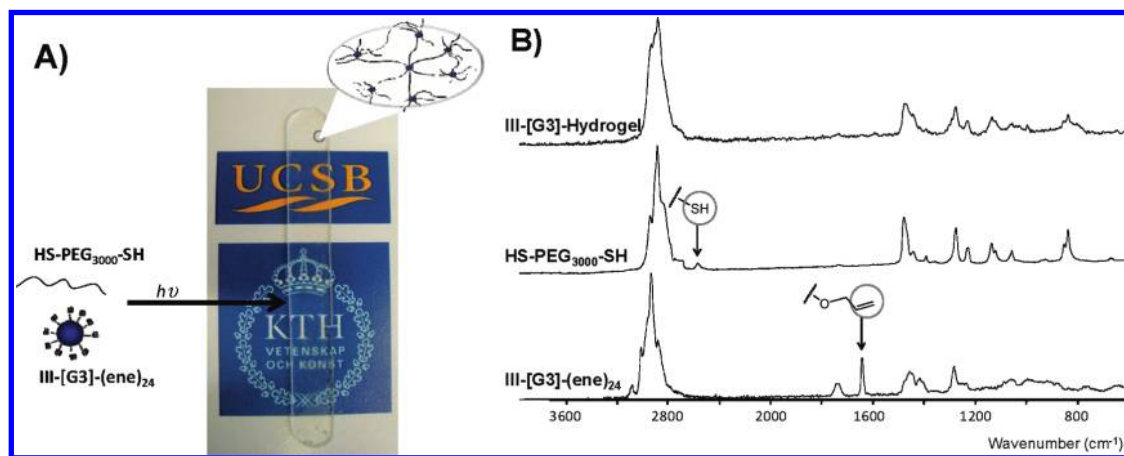 A)
UCSB
HS-PEG₃₀₀₀-SH
hυ
KTH
VETENSKAP
OCH KONST
III-[G3]-(ene)₂₄
B)
III-[G3]-Hydrogel
SH
HS-PEG₃₀₀₀-SH
O
III-[G3]-(ene)₂₄
3600 2800 2000 1600 1200 800
Wavenumber (cm⁻¹)